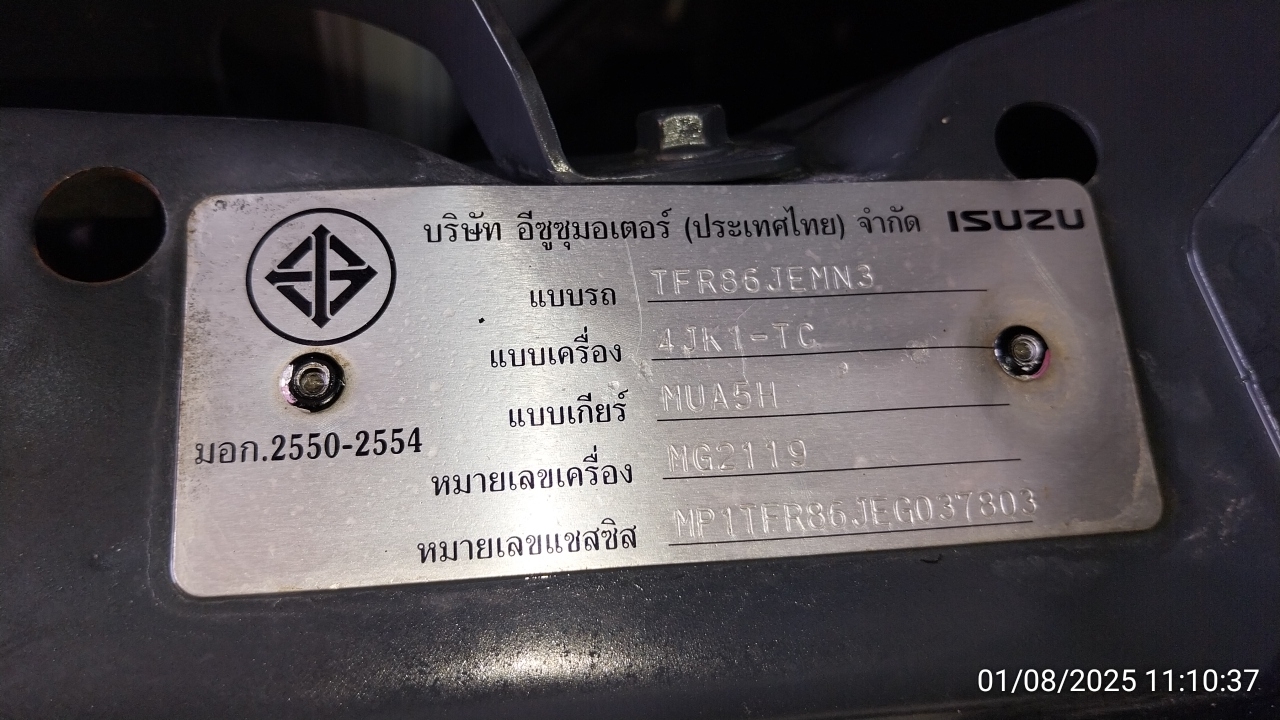 บริษัท อีซูซุมอเตอร์ (ประเทศไทย) จำกัด ISUZU
แบบรถ TFR86JEMN3
แบบเครื่อง 4JK1-TC
แบบเกียร์ MUA5H
มอก.2550-2554
หมายเลขเครื่อง MG2119
หมายเลขแชสซิส MP1TFR86JEG037803
01/08/2025 11:10:37